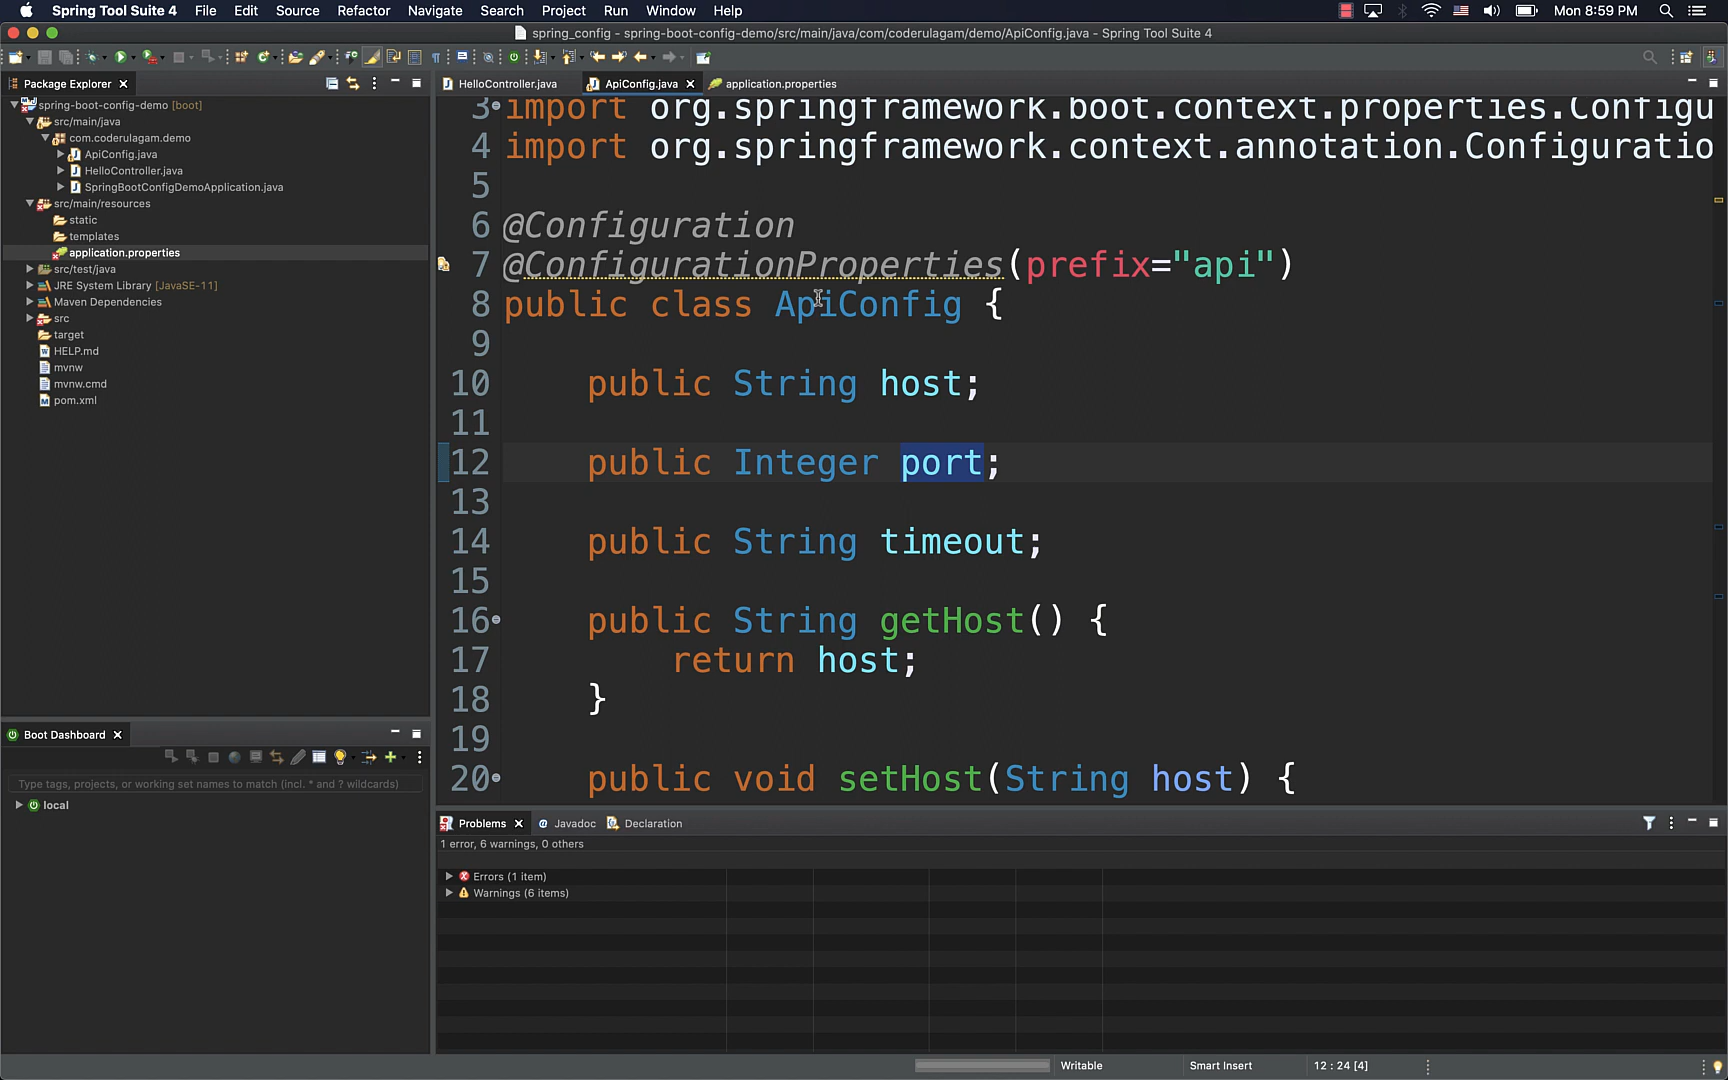 Spring Tool Suite 4 File Edit Source Refactor Navigate Search Project Run Window Help Mon 8:59 PM
spring_config - spring-boot-config-demo/src/main/java/com/coderulagam/demo/ApiConfig.java - Spring Tool Suite 4
Package Explorer
spring-boot-config-demo [boot]
src/main/java
com.coderulagam.demo
ApiConfig.java
HelloController.java
SpringBootConfigDemoApplication.java
src/main/resources
static
templates
application.properties
src/test/java
JRE System Library [JavaSE-11]
Maven Dependencies
src
target
HELP.md
mvnw
mvnw.cmd
pom.xml
Boot Dashboard
Type tags, projects, or working set names to match (incl. * and ? wildcards)
local
HelloController.java ApiConfig.java application.properties
3 import org.springframework.boot.context.properties.Configu
4 import org.springframework.context.annotation.Configuratio
5
6 @Configuration
7 @ConfigurationProperties(prefix="api")
8 public class ApiConfig {
9
10 public String host;
11
12 public Integer port;
13
14 public String timeout;
15
16 public String getHost() {
17 return host;
18 }
19
20 public void setHost(String host) {
Problems Javadoc Declaration
1 error, 6 warnings, 0 others
Errors (1 item)
Warnings (6 items)
Writable Smart Insert 12 : 24 [4]